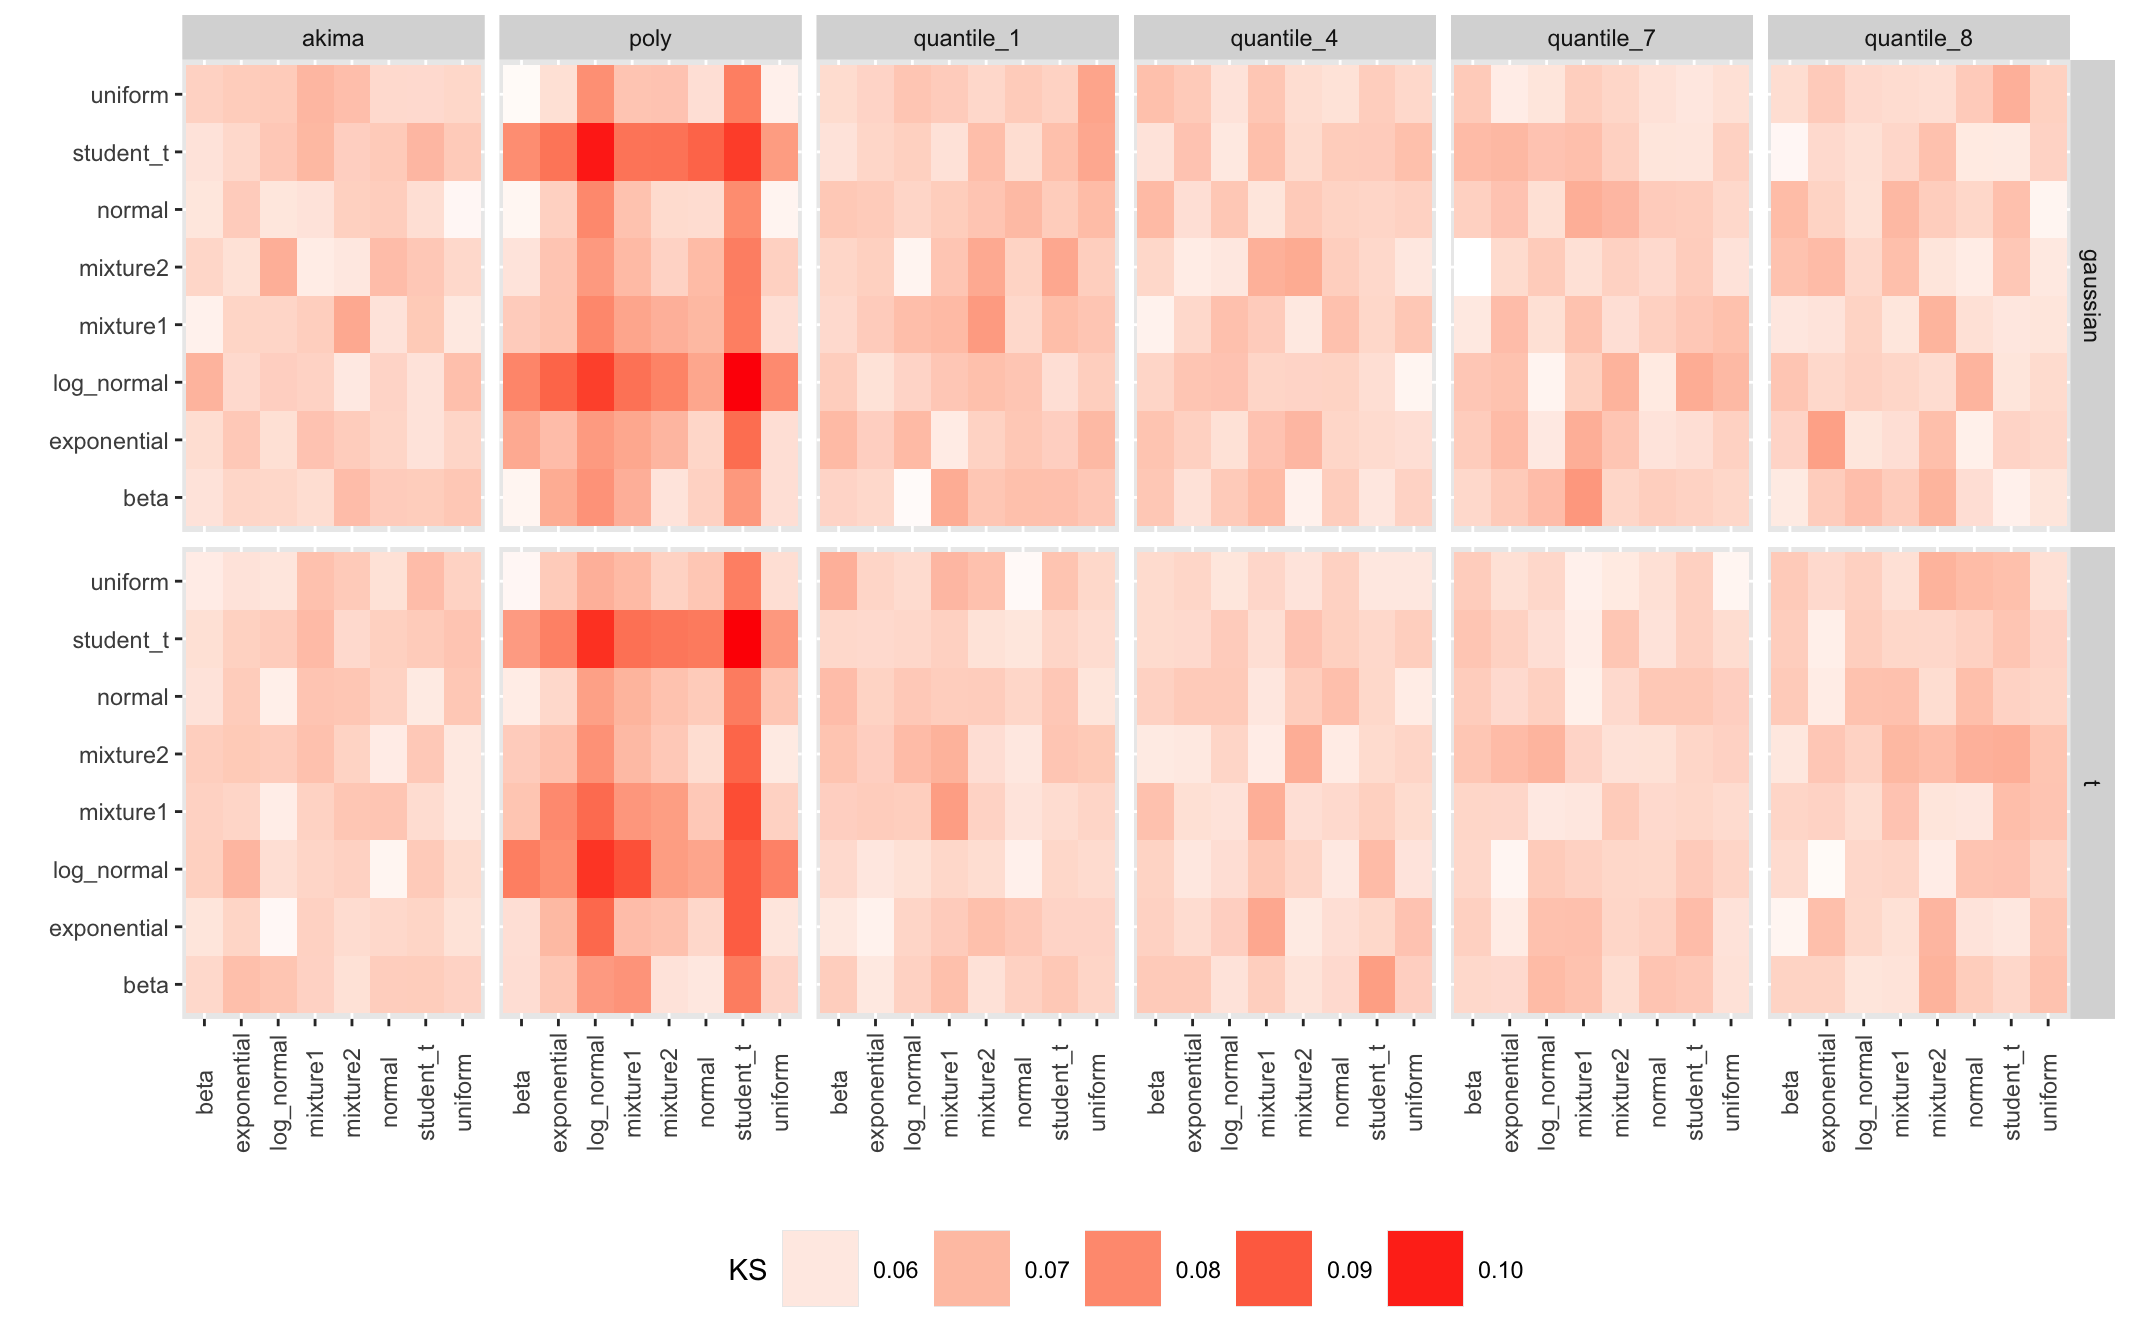 akima poly quantile_1 quantile_4 quantile_7 quantile_8
uniform
student_t
normal
mixture2
mixture1
log_normal
exponential
beta
gaussian
uniform
student_t
normal
mixture2
mixture1
log_normal
exponential
beta
t
beta exponential log_normal mixture1 mixture2 normal student_t uniform beta exponential log_normal mixture1 mixture2 normal student_t uniform beta exponential log_normal mixture1 mixture2 normal student_t uniform beta exponential log_normal mixture1 mixture2 normal student_t uniform beta exponential log_normal mixture1 mixture2 normal student_t uniform beta exponential log_normal mixture1 mixture2 normal student_t uniform
KS 0.06 0.07 0.08 0.09 0.10